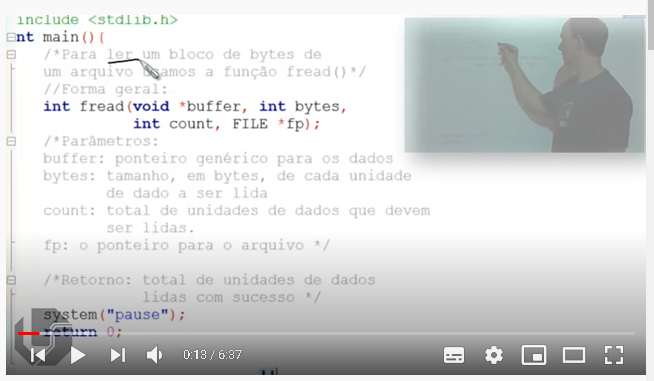 include <stdlib.h>
nt main(){
/*Para ler um bloco de bytes de
um arquivo usamos a função fread()*/
//Forma geral:
int fread(void *buffer, int bytes,
int count, FILE *fp);
/*Parâmetros:
buffer: ponteiro genérico para os dados
bytes: tamanho, em bytes, de cada unidade
de dado a ser lida
count: total de unidades de dados que devem
ser lidas.
fp: o ponteiro para o arquivo */
/*Retorno: total de unidades de dados
lidas com sucesso */
system("pause");
return 0;
0:13 / 6:37